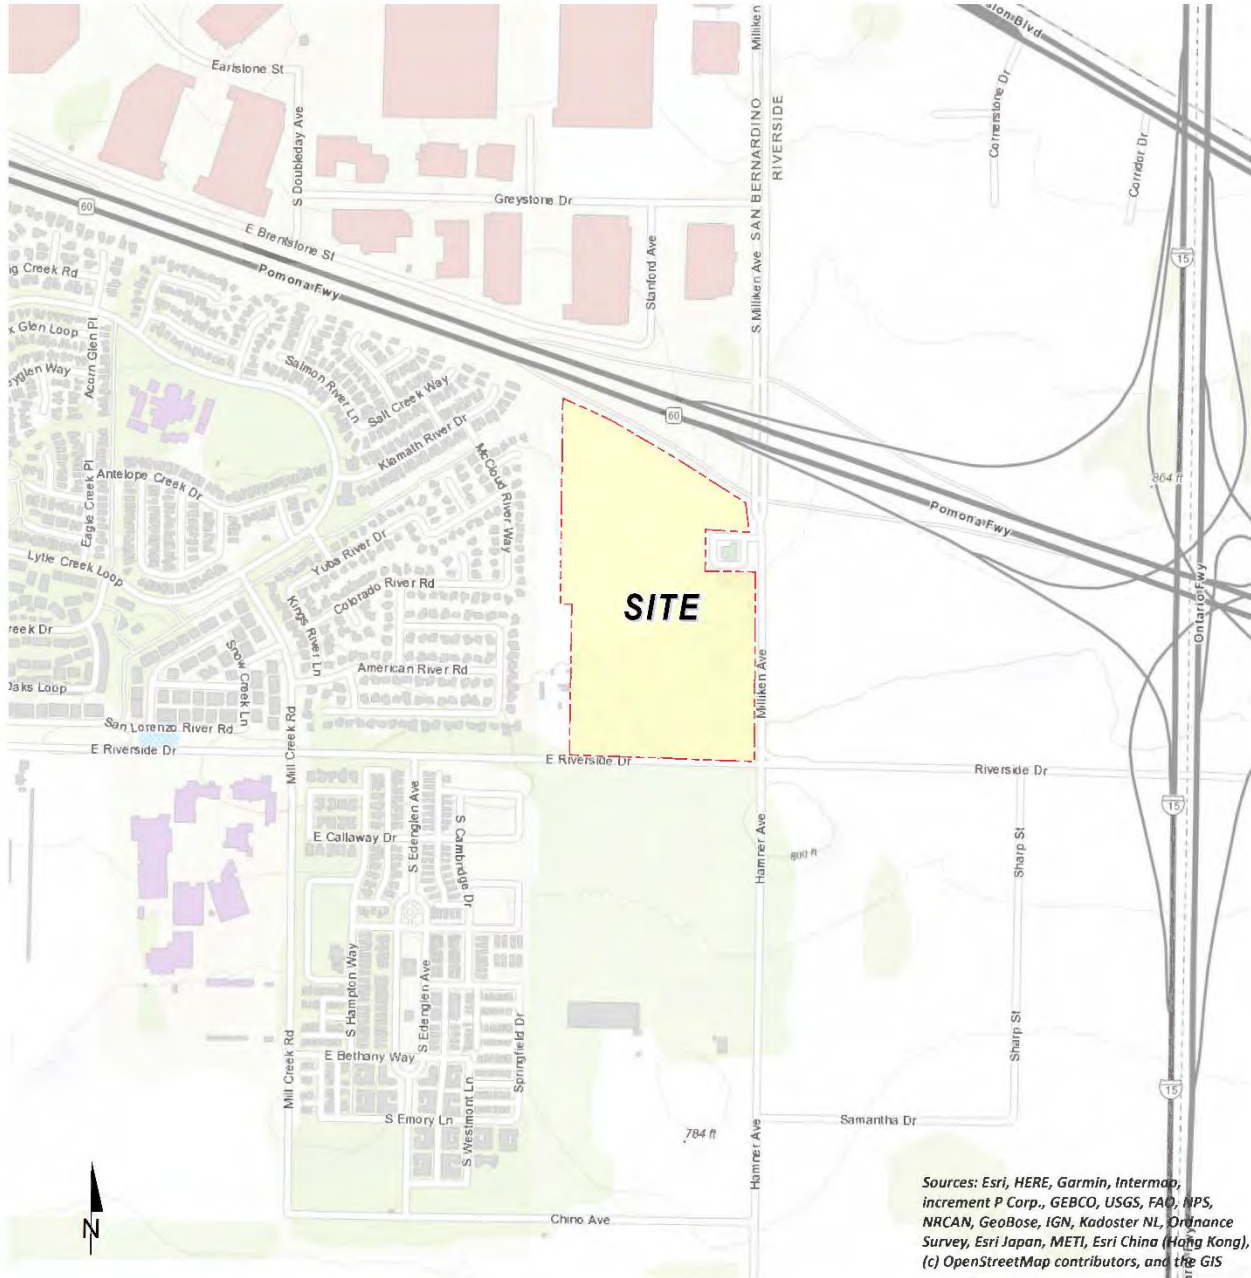 Milliken
Earlstone St
S Doubleday Ave
S Milliken Ave
SAN BERNARDINO
RIVERSIDE
Cornerstone Dr
Corridor Dr
Greystone Dr
60
E Brentstone St
Pomona Fwy
Stanford Ave
15
Creek Rd
Glen Loop
Acorn Glen Pl
Way
Salmon River Ln
Salt Creek Way
Klamath River Dr
McCloud River Way
60
864 ft
Antelope Creek Dr
Eagle Creek Pl
Pomona Fwy
Yuba River Dr
Lytle Creek Loop
Colorado River Rd
Kings River Ln
SITE
Ontario Fwy
reek Dr
Snow Creek Ln
American River Rd
Milliken Ave
Oaks Loop
San Lorenzo River Rd
Mill Creek Rd
E Riverside Dr
E Riverside Dr
Riverside Dr
15
E Callaway Dr
S Edenglen Ave
S Cambridge Dr
Hamner Ave
800 ft
Sharp St
S Hampton Way
S Edenglen Ave
Springfield Dr
Sharp St
Mill Creek Rd
E Bethany Way
15
S Emory Ln
S Westmont Ln
784 ft
Hamner Ave
Samantha Dr
Chino Ave
N
Sources: Esri, HERE, Garmin, Intermap,
increment P Corp., GEBCO, USGS, FAO, NPS,
NRCAN, GeoBase, IGN, Kadaster NL, Ordnance
Survey, Esri Japan, METI, Esri China (Hong Kong),
(c) OpenStreetMap contributors, and the GIS